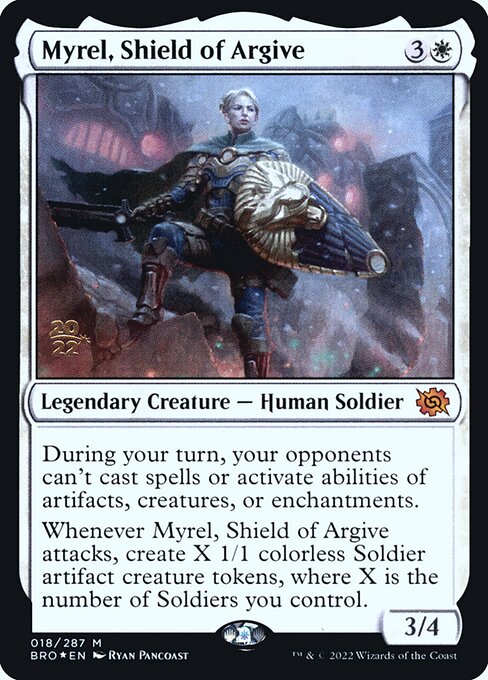 Myrel, Shield of Argive 3
20
22
Legendary Creature — Human Soldier
During your turn, your opponents
can't cast spells or activate abilities of
artifacts, creatures, or enchantments.
Whenever Myrel, Shield of Argive
attacks, create X 1/1 colorless Soldier
artifact creature tokens, where X is the
number of Soldiers you control.
3/4
018/287 M
BRO★EN Ryan Pancoast
™ & © 2022 Wizards of the Coast